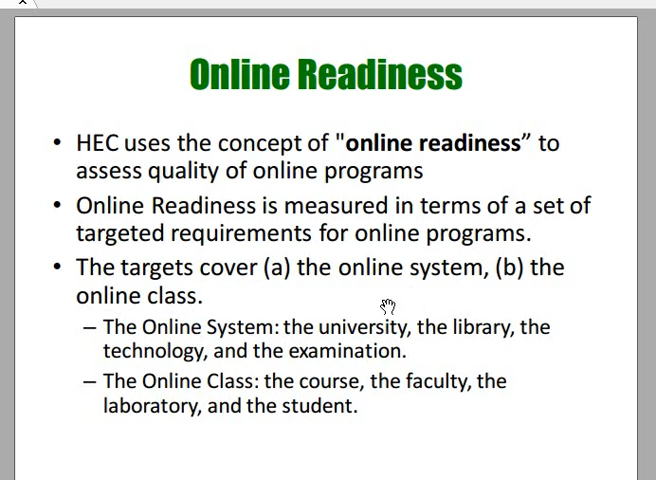 Online Readiness
• HEC uses the concept of "online readiness” to
assess quality of online programs
• Online Readiness is measured in terms of a set of
targeted requirements for online programs.
• The targets cover (a) the online system, (b) the
online class.
– The Online System: the university, the library, the
technology, and the examination.
– The Online Class: the course, the faculty, the
laboratory, and the student.